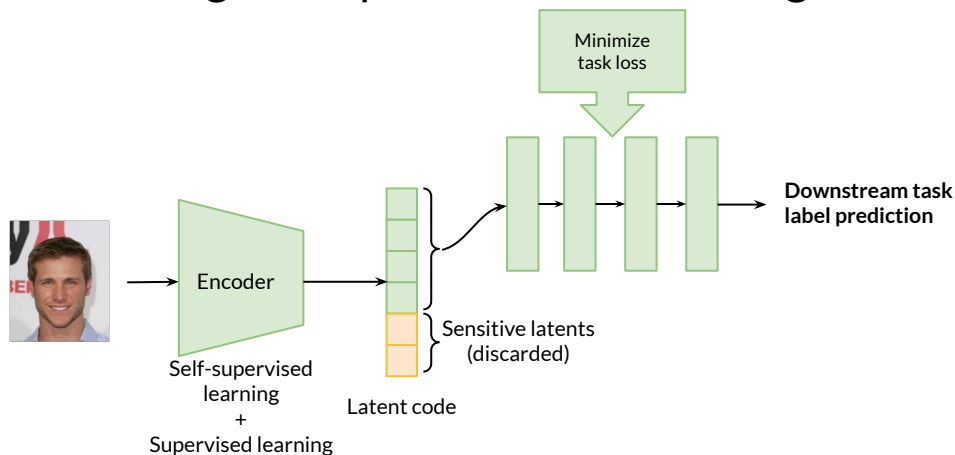 Minimize
task loss
Downstream task
label prediction
Encoder
Sensitive latents
(discarded)
Self-supervised
learning
+
Supervised learning
Latent code